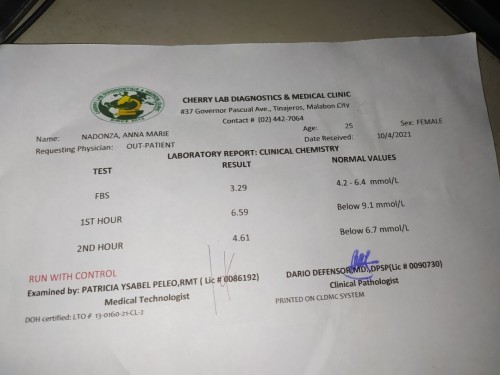 CHERRY LAB DIAGNOSTICS & MEDICAL CLINIC
#37 Governor Pascual Ave., Tinajeros, Malabon City
Contact # (02) 442-7064
Name: NADONZA, ANNA MARIE Age: 25 Sex: FEMALE
Requesting Physician: OUT-PATIENT Date Received: 10/4/2021
LABORATORY REPORT: CLINICAL CHEMISTRY
TEST RESULT NORMAL VALUES
FBS 3.29 4.2 - 6.4 mmol/L
1ST HOUR 6.59 Below 9.1 mmol/L
2ND HOUR 4.61 Below 6.7 mmol/L
RUN WITH CONTROL
Examined by: PATRICIA YSABEL PELEO,RMT ( Lic # 0086192) DARIO DEFENSOR,MD,DPSP(Lic # 0090730)
Medical Technologist Clinical Pathologist
DOH certified: LTO # 13-0160-21-CL-2 PRINTED ON CLDMC SYSTEM